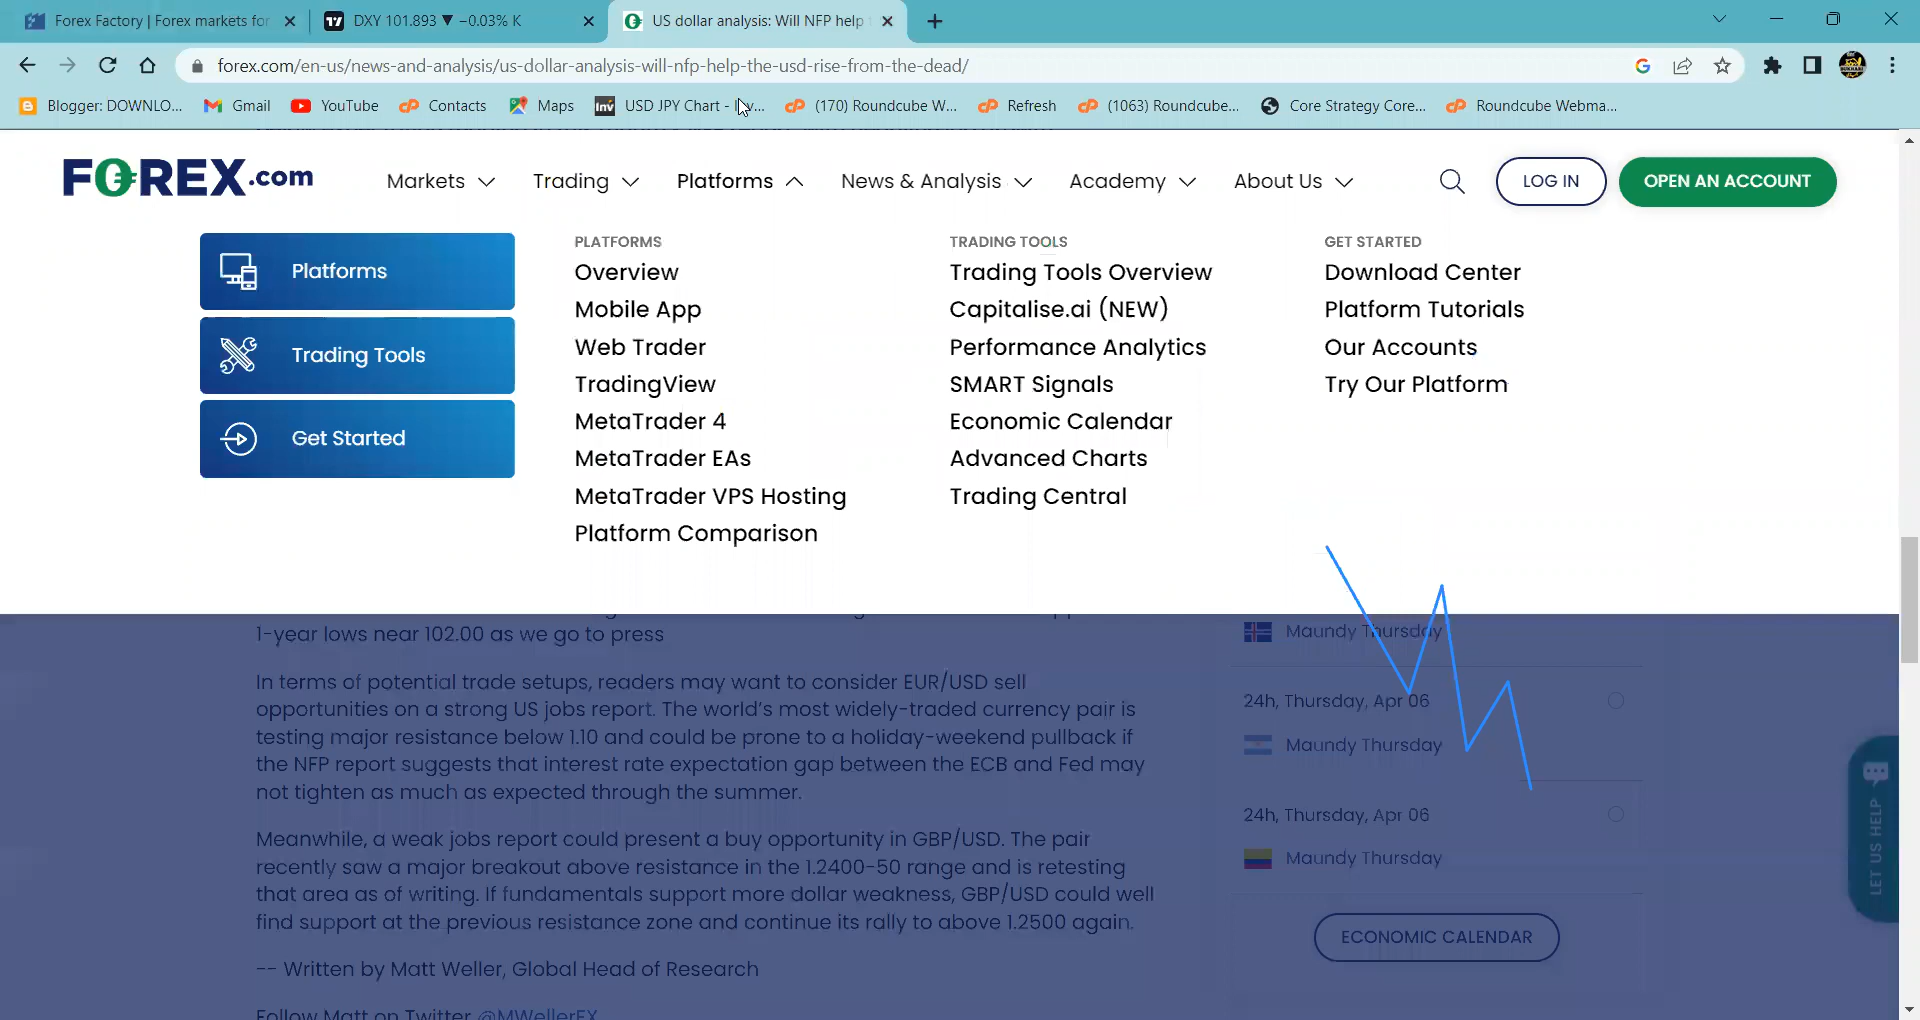 Forex Factory | Forex markets for
DXY 101.893 ▼ −0.03% K
US dollar analysis: Will NFP help
forex.com/en-us/news-and-analysis/us-dollar-analysis-will-nfp-help-the-usd-rise-from-the-dead/
Blogger: DOWNLO...
Gmail
YouTube
Contacts
Maps
USD JPY Chart -
(170) Roundcube W...
Refresh
(1063) Roundcube...
Core Strategy Core...
Roundcube Webma...
FOREX.com
Markets
Trading
Platforms
News & Analysis
Academy
About Us
LOG IN
OPEN AN ACCOUNT
Platforms
Trading Tools
Get Started
PLATFORMS
Overview
Mobile App
Web Trader
TradingView
MetaTrader 4
MetaTrader EAs
MetaTrader VPS Hosting
Platform Comparison
TRADING TOOLS
Trading Tools Overview
Capitalise.ai (NEW)
Performance Analytics
SMART Signals
Economic Calendar
Advanced Charts
Trading Central
GET STARTED
Download Center
Platform Tutorials
Our Accounts
Try Our Platform
1-year lows near 102.00 as we go to press
In terms of potential trade setups, readers may want to consider EUR/USD sell
opportunities on a strong US jobs report. The world's most widely-traded currency pair is
testing major resistance below 1.10 and could be prone to a holiday-weekend pullback if
the NFP report suggests that interest rate expectation gap between the ECB and Fed may
not tighten as much as expected through the summer.
Meanwhile, a weak jobs report could present a buy opportunity in GBP/USD. The pair
recently saw a major breakout above resistance in the 1.2400-50 range and is retesting
that area as of writing. If fundamentals support more dollar weakness, GBP/USD could well
find support at the previous resistance zone and continue its rally to above 1.2500 again.
-- Written by Matt Weller, Global Head of Research
Follow Matt on Twitter @MWellerFX
Maundy Thursday
24h, Thursday, Apr 06
Maundy Thursday
24h, Thursday, Apr 06
Maundy Thursday
ECONOMIC CALENDAR
LET US HELP